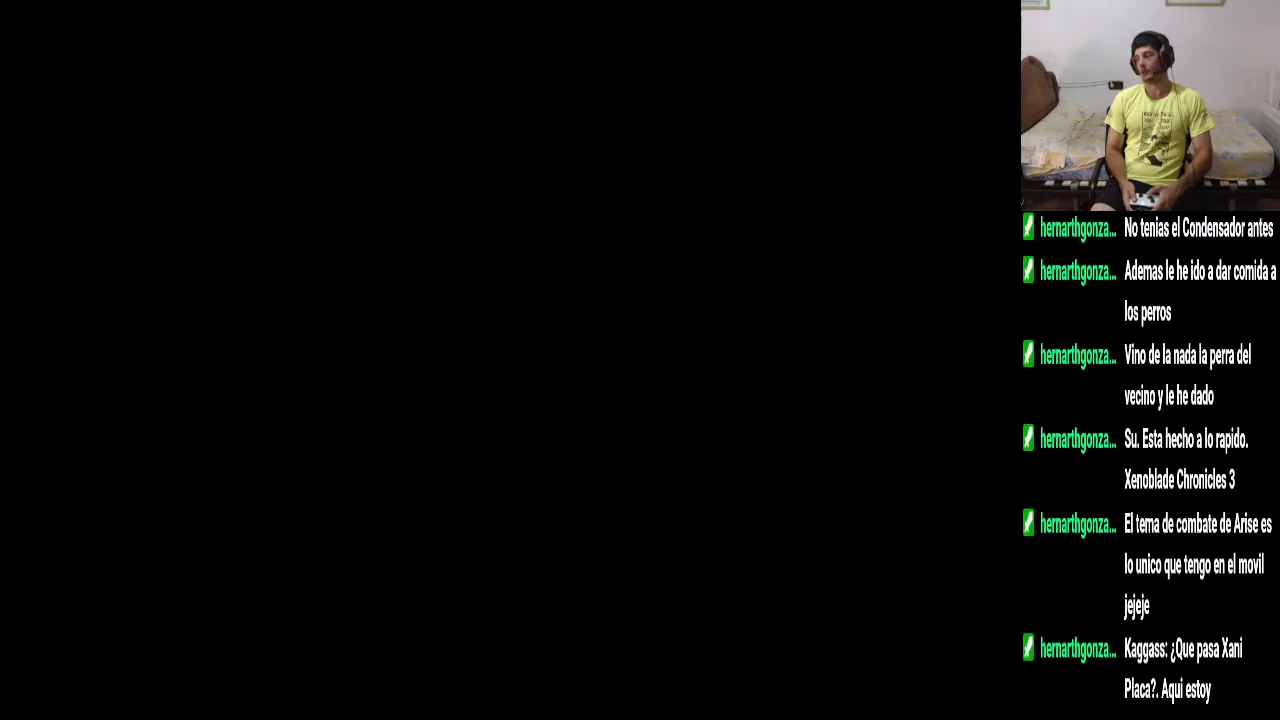 hernarthgonza... No tenias el Condensador antes
hernarthgonza... Ademas le he ido a dar comida a
los perros
hernarthgonza... Vino de la nada la perra del
vecino y le he dado
hernarthgonza... Su. Esta hecho a lo rapido.
Xenoblade Chronicles 3
hernarthgonza... El tema de combate de Arise es
lo unico que tengo en el movil
jejeje
hernarthgonza... Kaggass: ¿Que pasa Xani
Placa?. Aqui estoy